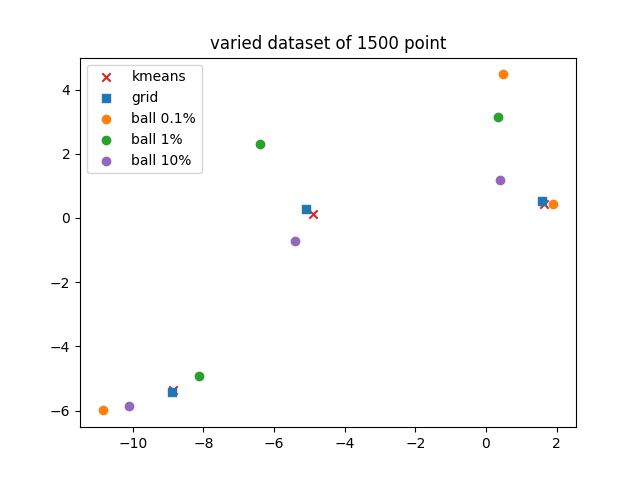 varied dataset of 1500 point
kmeans
grid
ball 0.1%
ball 1%
ball 10%
4
2
0
−2
−4
−6
−10
−8
−6
−4
−2
0
2